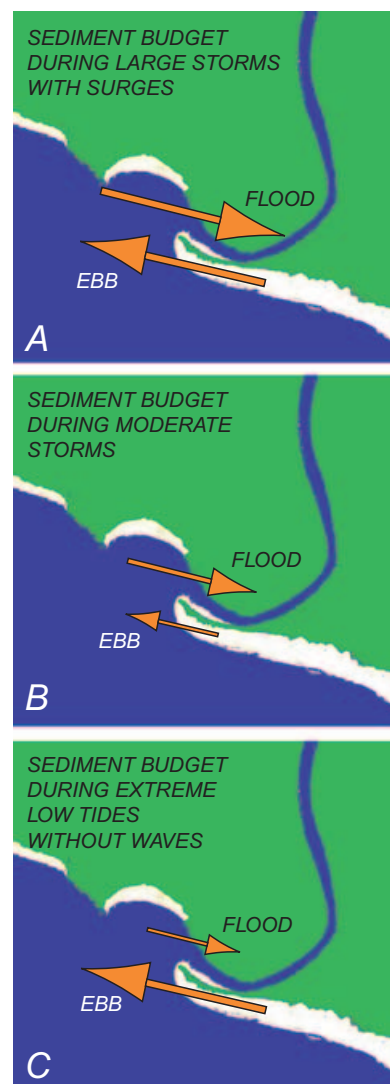 SEDIMENT BUDGET
DURING LARGE STORMS
WITH SURGES
FLOOD
EBB
A
SEDIMENT BUDGET
DURING MODERATE
STORMS
FLOOD
EBB
B
SEDIMENT BUDGET
DURING EXTREME
LOW TIDES
WITHOUT WAVES
FLOOD
EBB
C